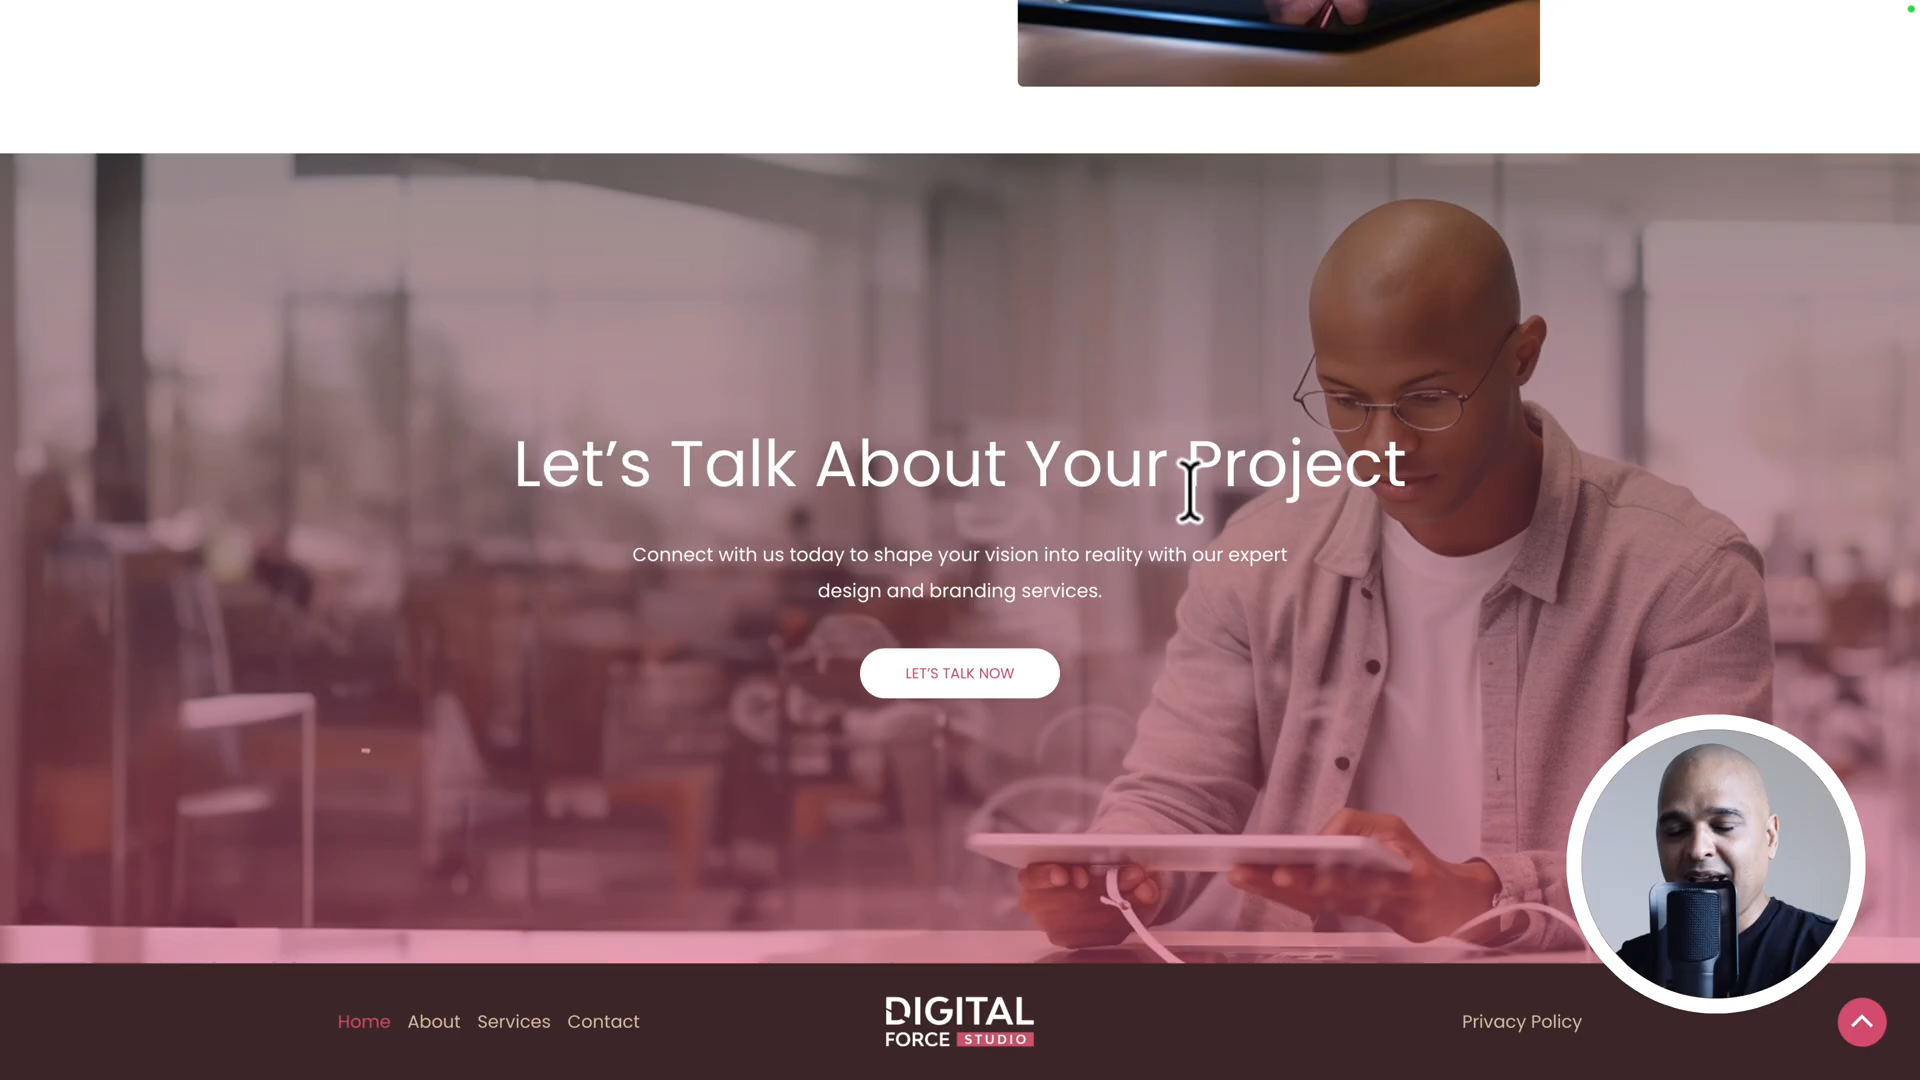 Let’s Talk About Your Project
Connect with us today to shape your vision into reality with our expert
design and branding services.
LET’S TALK NOW
Home About Services Contact
DIGITAL
FORCE STUDIO
Privacy Policy